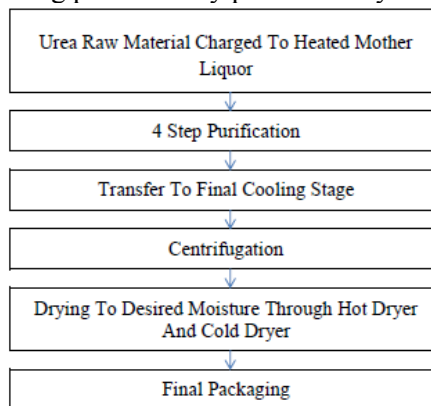 Urea Raw Material Charged To Heated Mother
Liquor
4 Step Purification
Transfer To Final Cooling Stage
Centrifugation
Drying To Desired Moisture Through Hot Dryer
And Cold Dryer
Final Packaging